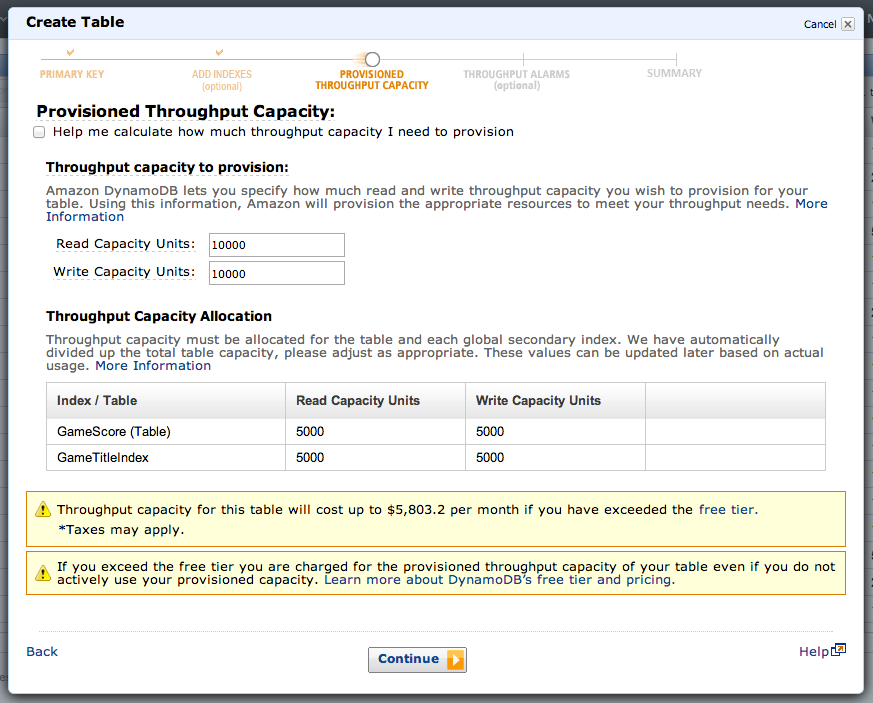 Create Table
Cancel
PRIMARY KEY
ADD INDEXES
(optional)
PROVISIONED
THROUGHPUT CAPACITY
THROUGHPUT ALARMS
(optional)
SUMMARY
Provisioned Throughput Capacity:
Help me calculate how much throughput capacity I need to provision
Throughput capacity to provision:
Amazon DynamoDB lets you specify how much read and write throughput capacity you wish to provision for your
table. Using this information, Amazon will provision the appropriate resources to meet your throughput needs. More
Information
Read Capacity Units: 10000
Write Capacity Units: 10000
Throughput Capacity Allocation
Throughput capacity must be allocated for the table and each global secondary index. We have automatically
divided up the total table capacity, please adjust as appropriate. These values can be updated later based on actual
usage. More Information
Index / Table Read Capacity Units Write Capacity Units
GameScore (Table) 5000 5000
GameTitleIndex 5000 5000
Throughput capacity for this table will cost up to $5,803.2 per month if you have exceeded the free tier.
*Taxes may apply.
If you exceed the free tier you are charged for the provisioned throughput capacity of your table even if you do not
actively use your provisioned capacity. Learn more about DynamoDB's free tier and pricing.
Back
Continue
Help